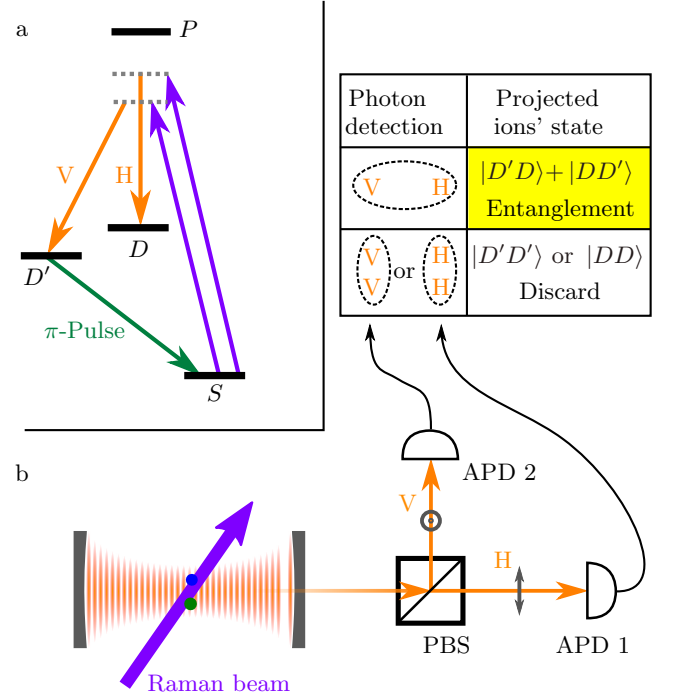 a
P
V
H
D
D′
π-Pulse
S
Photon
detection
Projected
ions' state
V H
|D′D⟩+|DD′⟩
Entanglement
V
V
or
H
H
|D′D′⟩ or |DD⟩
Discard
b
APD 2
V
H
PBS
APD 1
Raman beam